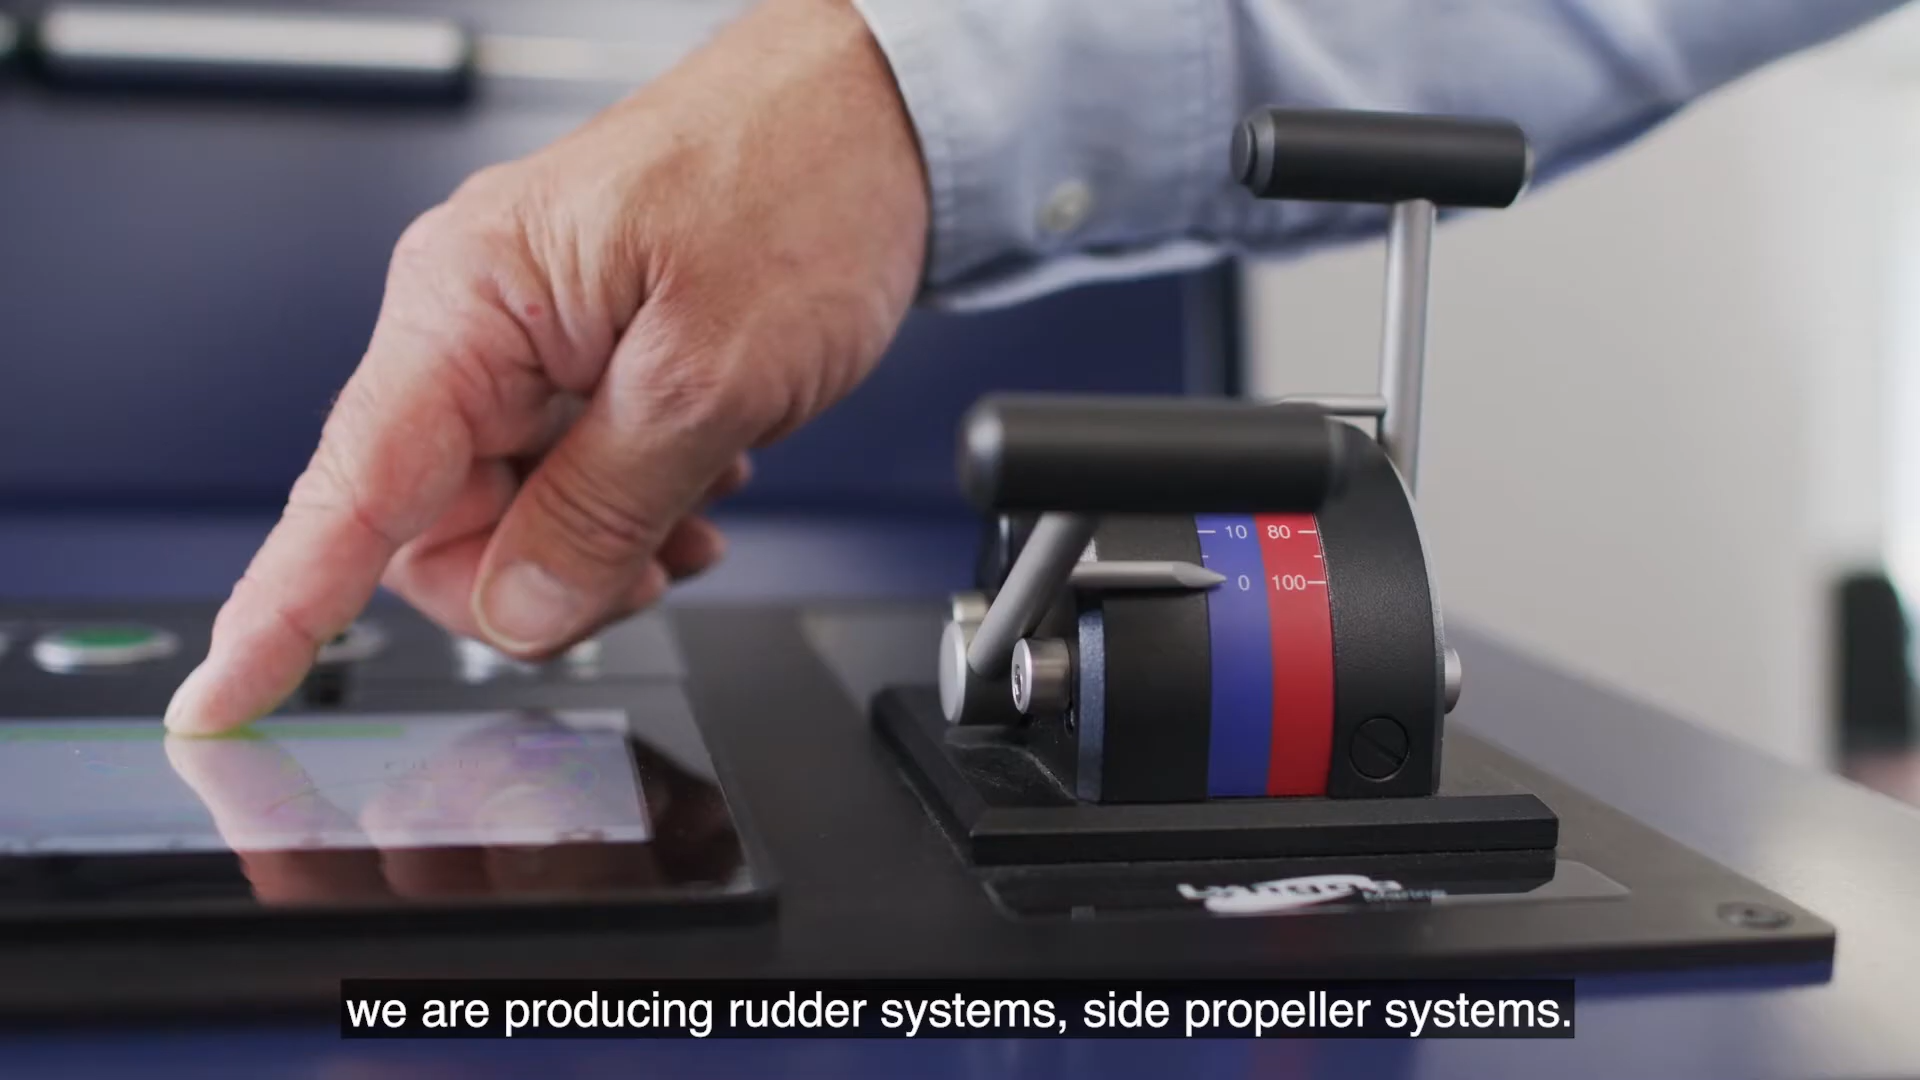 10 80
0 100
we are producing rudder systems, side propeller systems.